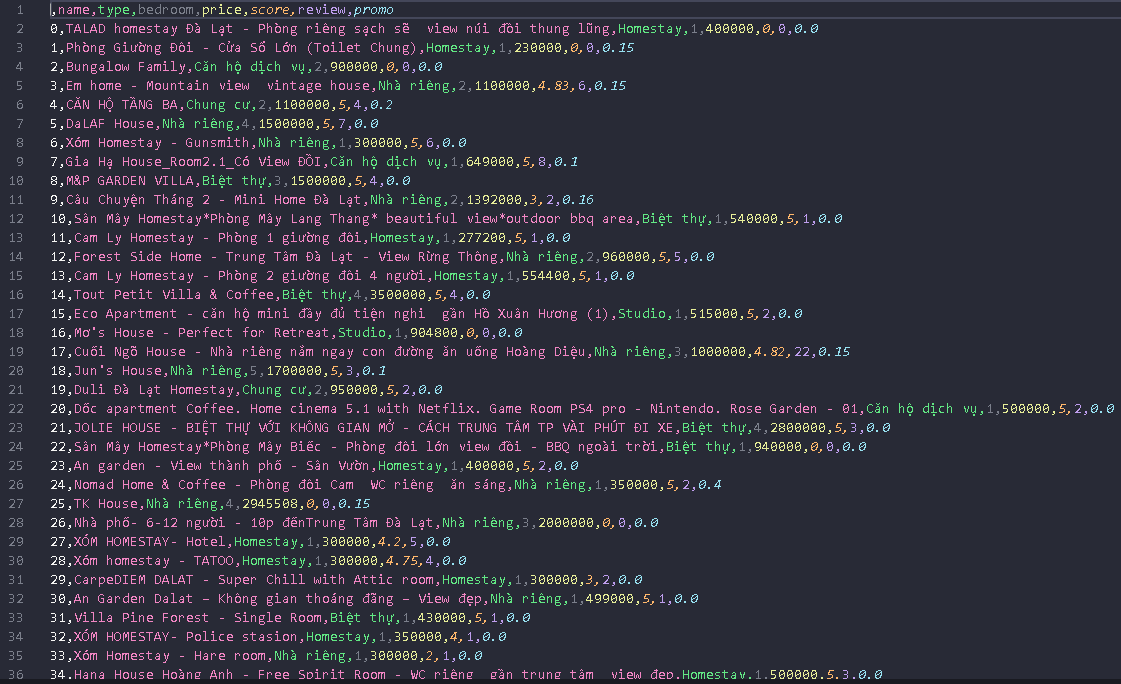 1 ,name,type,bedroom,price,score,review,promo
2 0,TALAD homestay Đà Lạt - Phòng riêng sạch sẽ  view núi đồi thung lũng,Homestay,1,400000,0,0,0.0
3 1,Phòng Giường Đôi - Cửa Sổ Lớn (Toilet Chung),Homestay,1,230000,0,0,0.15
4 2,Bungalow Family,Căn hộ dịch vụ,2,900000,0,0,0.0
5 3,Em home - Mountain view  vintage house,Nhà riêng,2,1100000,4.83,6,0.15
6 4,CĂN HỘ TẦNG BA,Chung cư,2,1100000,5,4,0.2
7 5,DaLAF House,Nhà riêng,4,1500000,5,7,0.0
8 6,Xóm Homestay - Gunsmith,Nhà riêng,1,300000,5,6,0.0
9 7,Gia Hạ House_Room2.1_Có View ĐỒI,Căn hộ dịch vụ,1,649000,5,8,0.1
10 8,M&P GARDEN VILLA,Biệt thự,3,1500000,5,4,0.0
11 9,Câu Chuyện Tháng 2 - Mini Home Đà Lạt,Nhà riêng,2,1392000,3,2,0.16
12 10,Sân Mây Homestay*Phòng Mây Lang Thang* beautiful view*outdoor bbq area,Biệt thự,1,540000,5,1,0.0
13 11,Cam Ly Homestay - Phòng 1 giường đôi,Homestay,1,277200,5,1,0.0
14 12,Forest Side Home - Trung Tâm Đà Lạt - View Rừng Thông,Nhà riêng,2,960000,5,5,0.0
15 13,Cam Ly Homestay - Phòng 2 giường đôi 4 người,Homestay,1,554400,5,1,0.0
16 14,Tout Petit Villa & Coffee,Biệt thự,4,3500000,5,4,0.0
17 15,Eco Apartment - căn hộ mini đầy đủ tiện nghi  gần Hồ Xuân Hương (1),Studio,1,515000,5,2,0.0
18 16,Mơ's House - Perfect for Retreat,Studio,1,904800,0,0,0.0
19 17,Cuối Ngõ House - Nhà riêng nằm ngay con đường ăn uống Hoàng Diệu,Nhà riêng,3,1000000,4.82,22,0.15
20 18,Jun's House,Nhà riêng,5,1700000,5,3,0.1
21 19,Duli Đà Lạt Homestay,Chung cư,2,950000,5,2,0.0
22 20,Dốc apartment Coffee. Home cinema 5.1 with Netflix. Game Room PS4 pro - Nintendo. Rose Garden - 01,Căn hộ dịch vụ,1,500000,5,2,0.0
23 21,JOLIE HOUSE - BIỆT THỰ VỚI KHÔNG GIAN MỞ - CÁCH TRUNG TÂM TP VÀI PHÚT ĐI XE,Biệt thự,4,2800000,5,3,0.0
24 22,Sân Mây Homestay*Phòng Mây Biếc - Phòng đôi lớn view đồi - BBQ ngoài trời,Biệt thự,1,940000,0,0,0.0
25 23,An garden - View thành phố - Sân Vườn,Homestay,1,400000,5,2,0.0
26 24,Nomad Home & Coffee - Phòng đôi Cam  WC riêng  ăn sáng,Nhà riêng,1,350000,5,2,0.4
27 25,TK House,Nhà riêng,4,2945508,0,0,0.15
28 26,Nhà phố- 6-12 người - 10p đếnTrung Tâm Đà Lạt,Nhà riêng,3,2000000,0,0,0.0
29 27,XÓM HOMESTAY- Hotel,Homestay,1,300000,4.2,5,0.0
30 28,Xóm homestay - TATOO,Homestay,1,300000,4.75,4,0.0
31 29,CarpeDIEM DALAT - Super Chill with Attic room,Homestay,1,300000,3,2,0.0
32 30,An Garden Dalat – Không gian thoáng đãng – View đẹp,Nhà riêng,1,499000,5,1,0.0
33 31,Villa Pine Forest - Single Room,Biệt thự,1,430000,5,1,0.0
34 32,XÓM HOMESTAY- Police stasion,Homestay,1,350000,4,1,0.0
35 33,Xóm Homestay - Hare room,Nhà riêng,1,300000,2,1,0.0
36 34,Hana House Hoàng Anh - Free Spirit Room - WC riêng  gần trung tâm  view đẹp,Homestay,1,500000,5,3,0.0